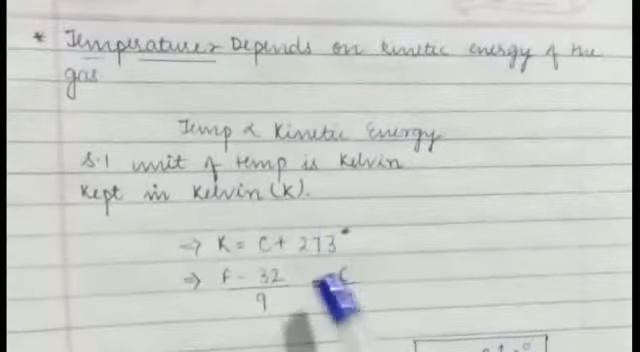 * Temperature → Depends on kinetic energy of the
gas
Temp ∝ Kinetic Energy
S.I unit of temp is Kelvin
Kept in Kelvin (K).
→ K = C + 273°
→ F - 32 = C
9